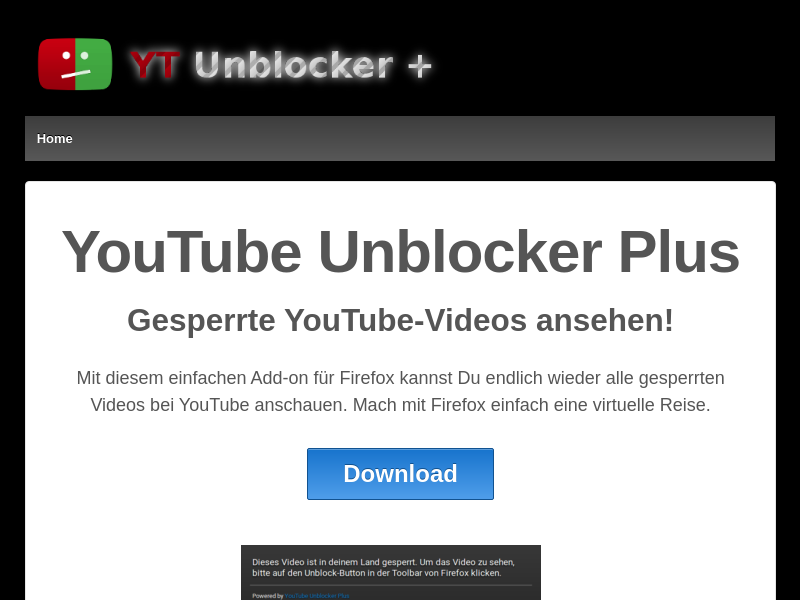 YT Unblocker +
Home
YouTube Unblocker Plus
Gesperrte YouTube-Videos ansehen!
Mit diesem einfachen Add-on für Firefox kannst Du endlich wieder alle gesperrten
Videos bei YouTube anschauen. Mach mit Firefox einfach eine virtuelle Reise.
Download
Dieses Video ist in deinem Land gesperrt. Um das Video zu sehen,
bitte auf den Unblock-Button in der Toolbar von Firefox klicken.
Powered by YouTube Unblocker Plus